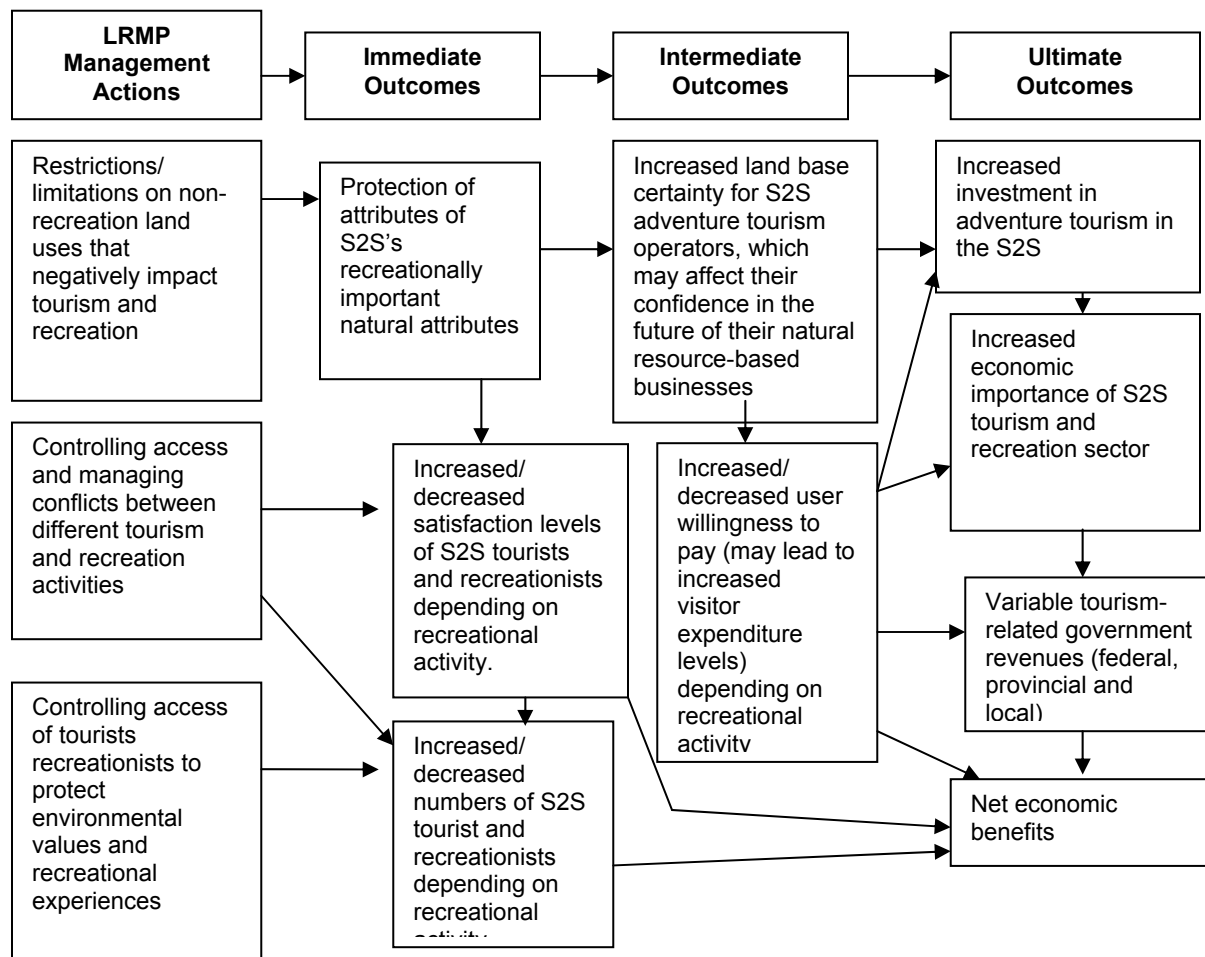 LRMP
Management
Actions
Immediate
Outcomes
Intermediate
Outcomes
Ultimate
Outcomes
Restrictions/
limitations on non-
recreation land
uses that
negatively impact
tourism and
recreation
Protection of
attributes of
S2S's
recreationally
important
natural attributes
Increased land base
certainty for S2S
adventure tourism
operators, which
may affect their
confidence in the
future of their natural
resource-based
businesses
Increased
investment in
adventure tourism in
the S2S
Increased
economic
importance of S2S
tourism and
recreation sector
Controlling access
and managing
conflicts between
different tourism
and recreation
activities
Increased/
decreased
satisfaction levels
of S2S tourists
and recreationists
depending on
recreational
activity.
Increased/
decreased user
willingness to
pay (may lead to
increased
visitor
expenditure
levels)
depending on
recreational
activity
Variable tourism-
related government
revenues (federal,
provincial and
local)
Controlling access
of tourists
recreationists to
protect
environmental
values and
recreational
experiences
Increased/
decreased
numbers of S2S
tourist and
recreationists
depending on
recreational
activity
Net economic
benefits